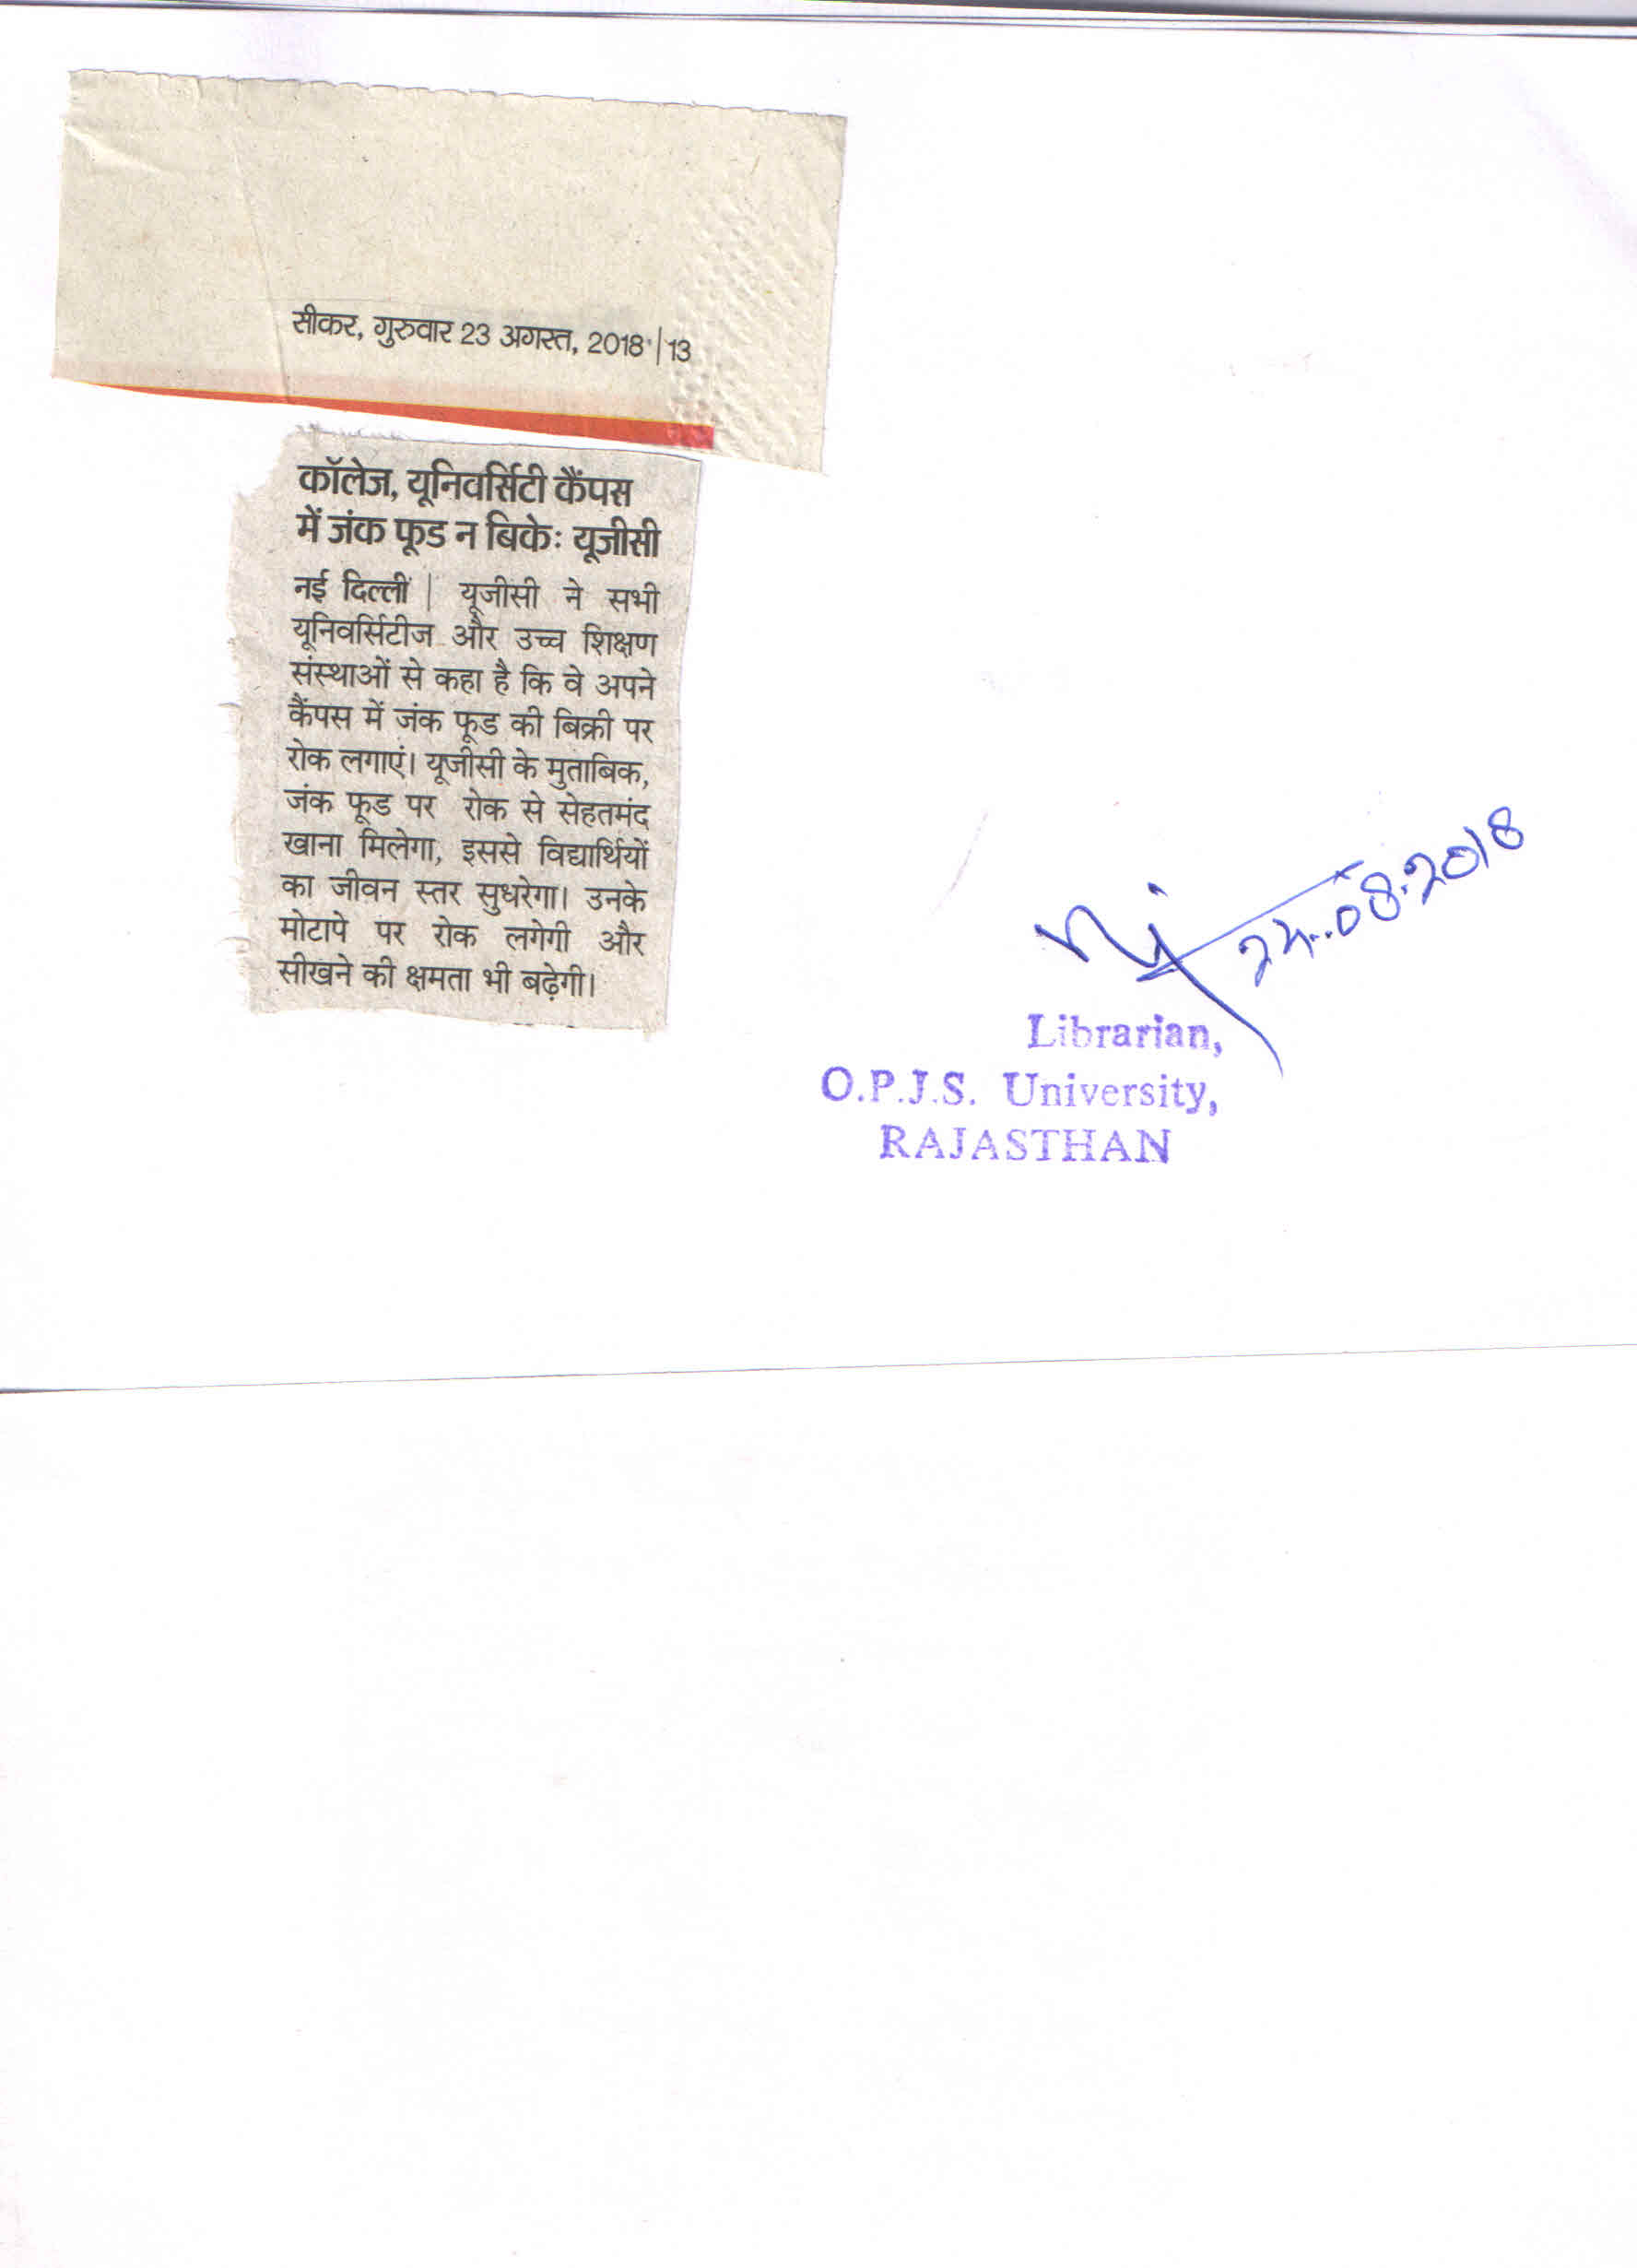 सीकर, गुरुवार 23 अगस्त, 2018 | 13
कॉलेज, यूनिवर्सिटी कैंपस
में जंक फूड न बिकेः यूजीसी
नई दिल्ली | यूजीसी ने सभी
यूनिवर्सिटीज और उच्च शिक्षण
संस्थाओं से कहा है कि वे अपने
कैंपस में जंक फूड की बिक्री पर
रोक लगाएं। यूजीसी के मुताबिक,
जंक फूड पर रोक से सेहतमंद
खाना मिलेगा, इससे विद्यार्थियों
का जीवन स्तर सुधरेगा। उनके
मोटापे पर रोक लगेगी और
सीखने की क्षमता भी बढ़ेगी।
08.2018
Librarian,
O.P.J.S. University,
RAJASTHAN